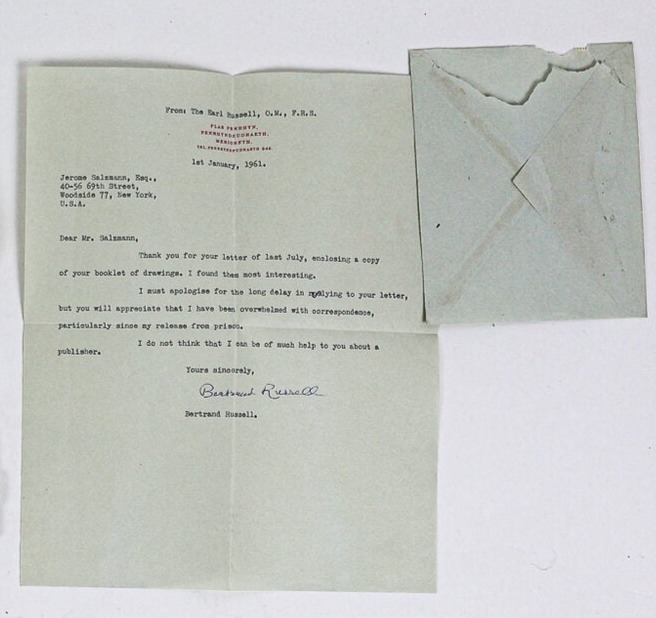 From: The Earl Russell, O.M., F.R.S.
PLAS PENRHYN,
PENRHYNDEUDRAETH,
MERIONETH.
TEL. PENRHYNDEUDRAETH 248.
1st January, 1961.
Jerome Salzmann, Esq.,
40-56 69th Street,
Woodside 77, New York,
U.S.A.
Dear Mr. Salzmann,
Thank you for your letter of last July, enclosing a copy
of your booklet of drawings. I found them most interesting.
I must apologise for the long delay in replying to your letter,
but you will appreciate that I have been overwhelmed with correspondence,
particularly since my release from prison.
I do not think that I can be of much help to you about a
publisher.
Yours sincerely,
Bertrand Russell
Bertrand Russell.